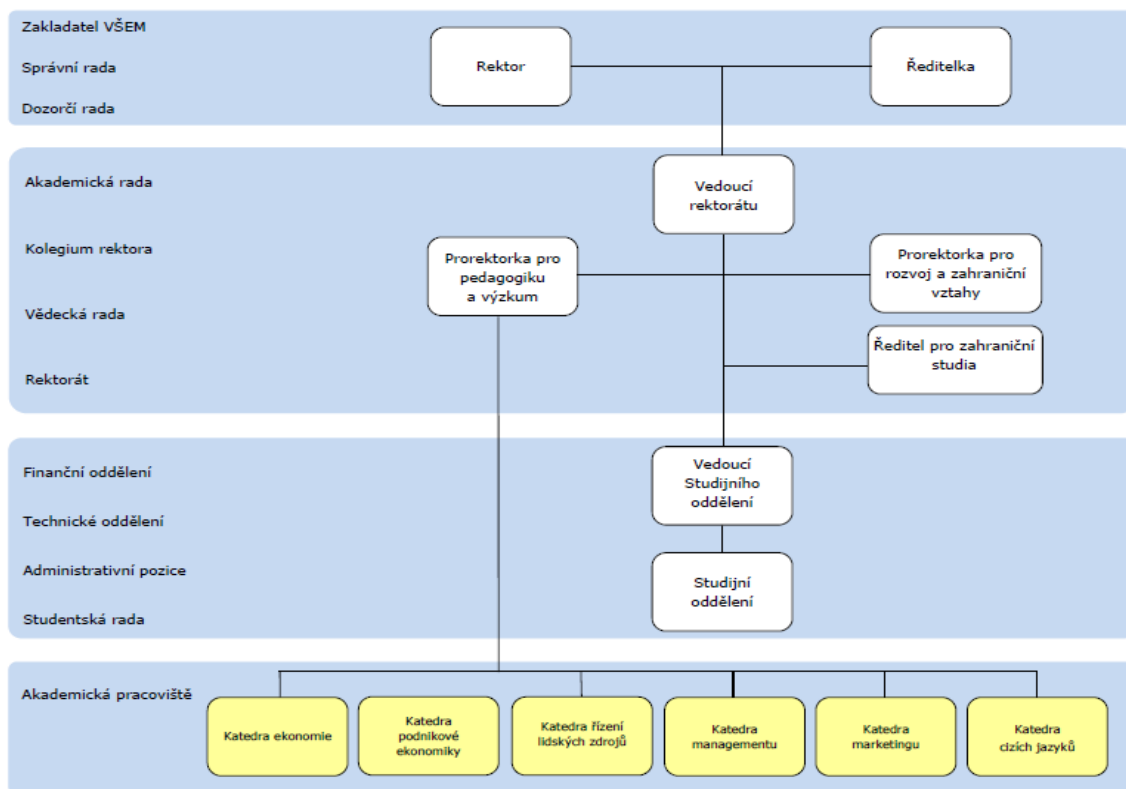 Zakladatel VŠEM
Správní rada
Dozorčí rada
Rektor
Ředitelka
Akademická rada
Kolegium rektora
Vědecká rada
Rektorát
Vedoucí
rektorátu
Prorektorka pro
pedagogiku
a výzkum
Prorektorka pro
rozvoj a zahraniční
vztahy
Ředitel pro zahraniční
studia
Finanční oddělení
Technické oddělení
Administrativní pozice
Studentská rada
Vedoucí
Studijního
oddělení
Studijní
oddělení
Akademická pracoviště
Katedra ekonomie
Katedra
podnikové
ekonomiky
Katedra řízení
lidských zdrojů
Katedra
managementu
Katedra
marketingu
Katedra
cizích jazyků